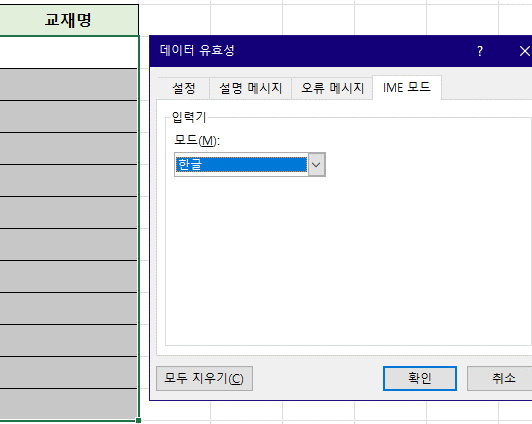 교재명
데이터 유효성
설정 설명 메시지 오류 메시지 IME 모드
입력기
모드(M):
한글
모두 지우기(C) 확인 취소